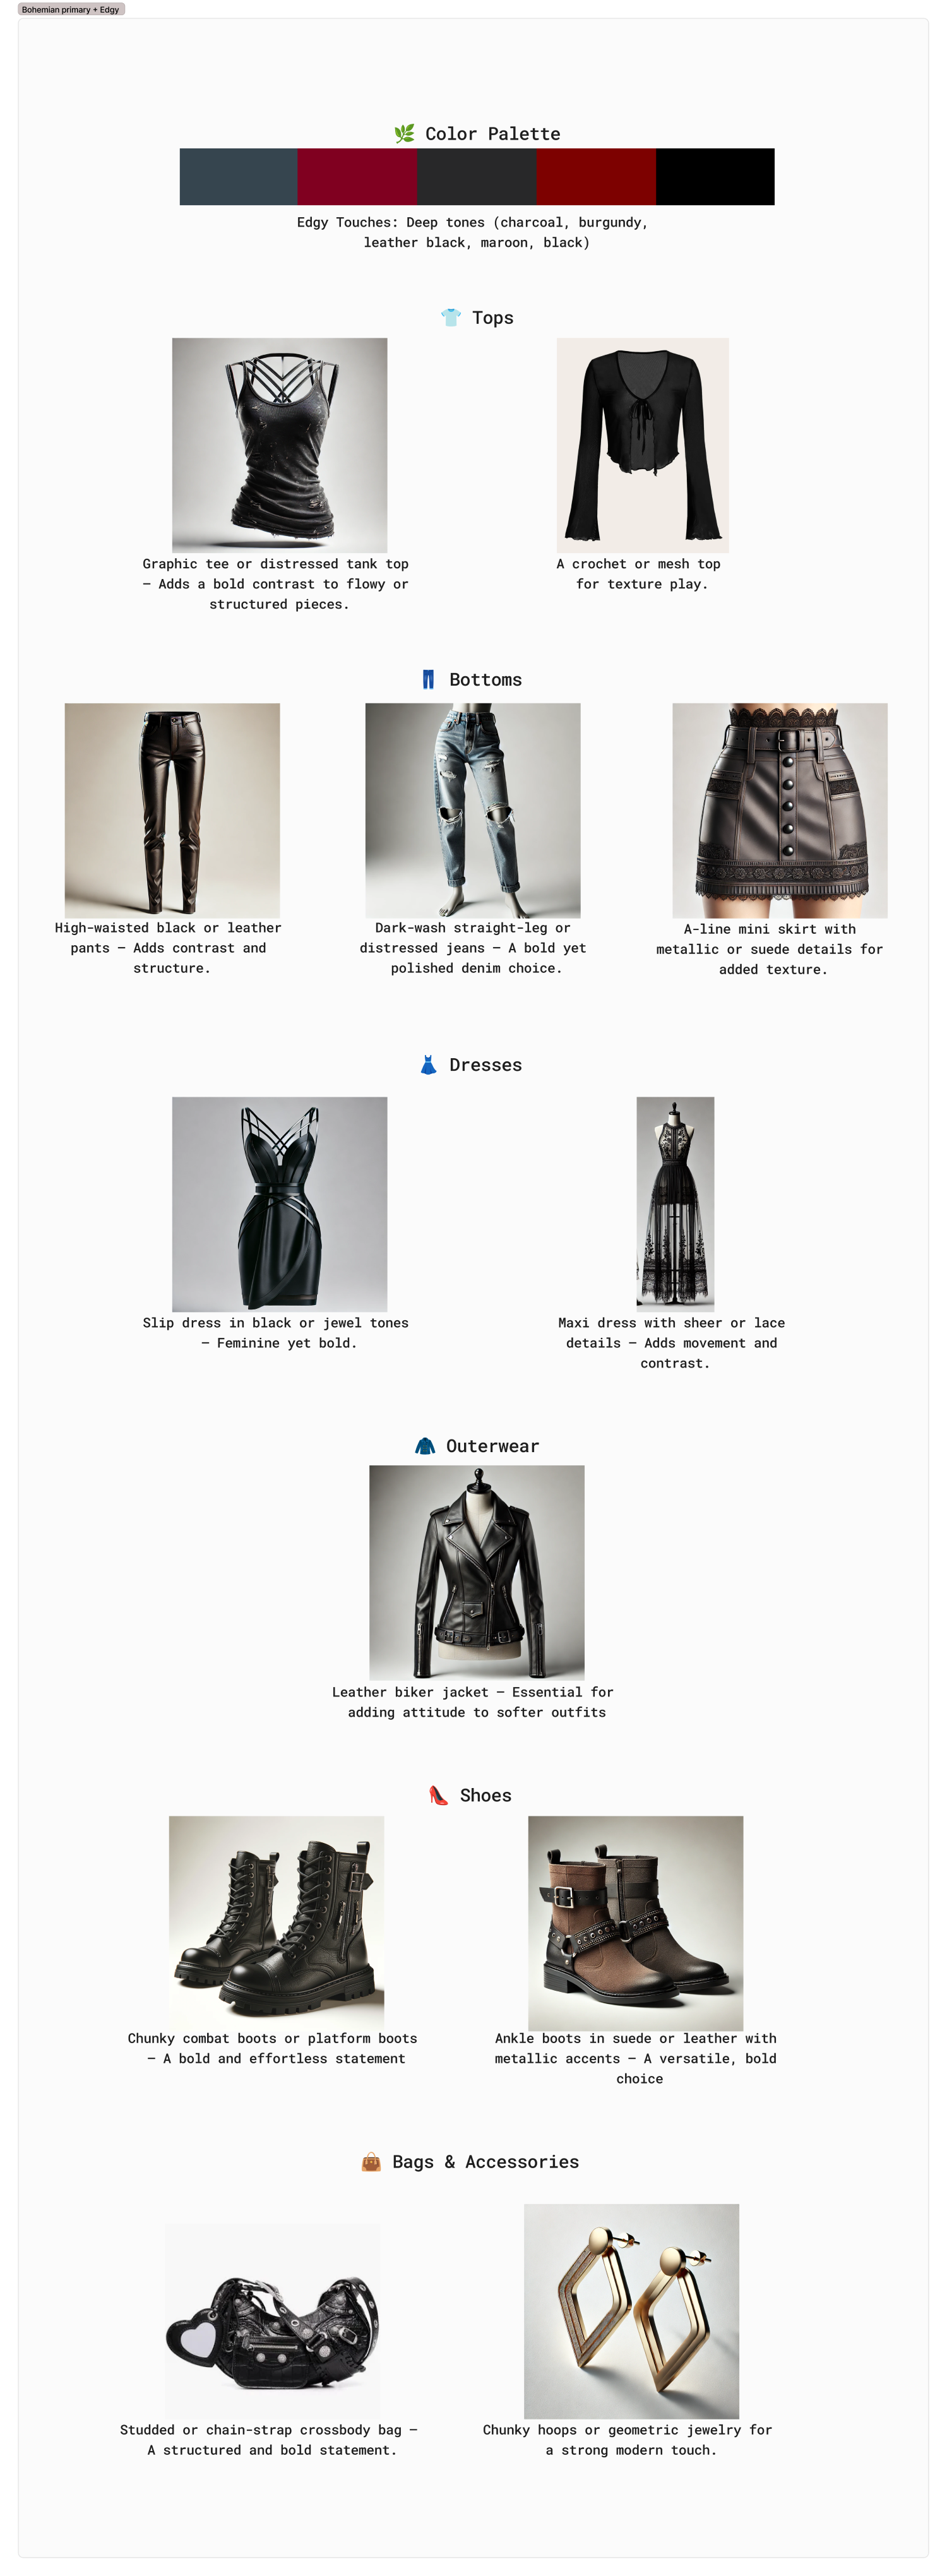 Bohemian primary + Edgy
🌿 Color Palette
Edgy Touches: Deep tones (charcoal, burgundy,
leather black, maroon, black)
👕 Tops
Graphic tee or distressed tank top
– Adds a bold contrast to flowy or
structured pieces.
A crochet or mesh top
for texture play.
👖 Bottoms
High-waisted black or leather
pants – Adds contrast and
structure.
Dark-wash straight-leg or
distressed jeans – A bold yet
polished denim choice.
A-line mini skirt with
metallic or suede details for
added texture.
👗 Dresses
Slip dress in black or jewel tones
– Feminine yet bold.
Maxi dress with sheer or lace
details – Adds movement and
contrast.
🧥 Outerwear
Leather biker jacket – Essential for
adding attitude to softer outfits
👠 Shoes
Chunky combat boots or platform boots
– A bold and effortless statement
Ankle boots in suede or leather with
metallic accents – A versatile, bold
choice
👜 Bags & Accessories
Studded or chain-strap crossbody bag –
A structured and bold statement.
Chunky hoops or geometric jewelry for
a strong modern touch.